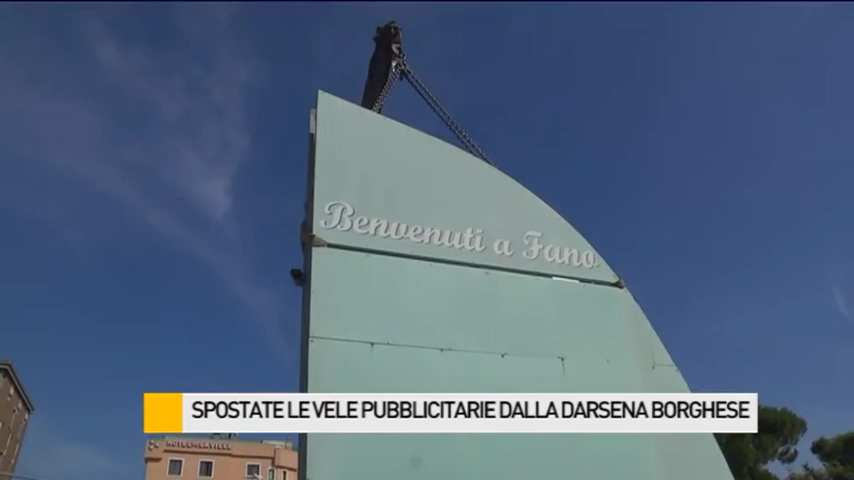 Benvenuti a Fano.
SPOSTATE LE VELE PUBBLICITARIE DALLA DARSENA BORGHESE